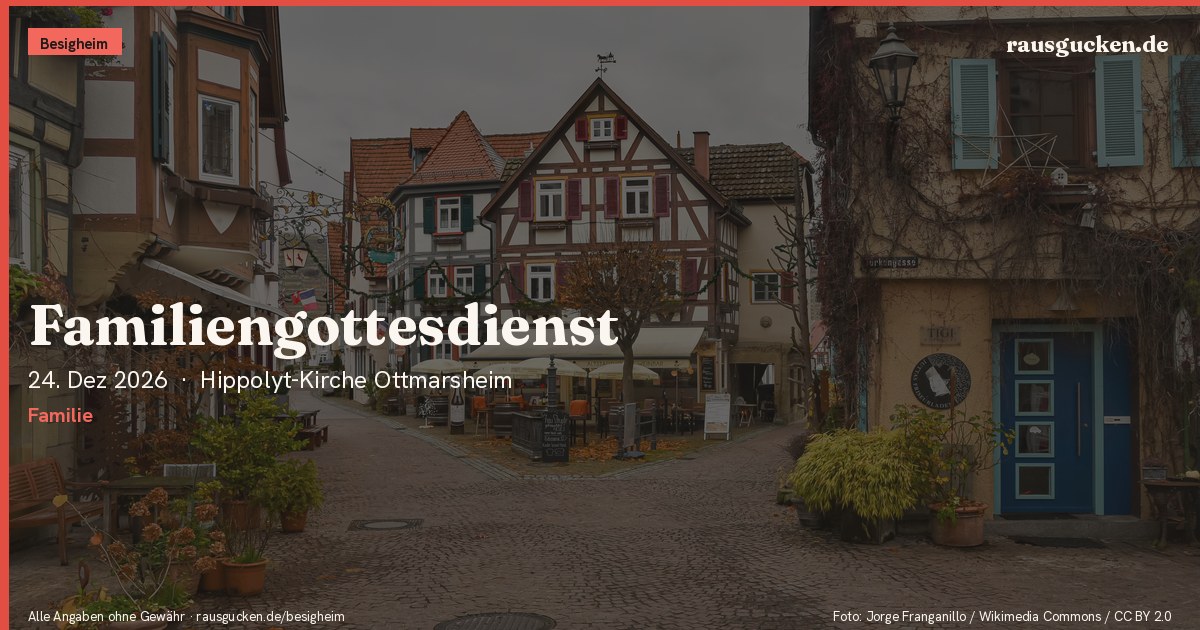 Besigheim
rausgucken.de
Familiengottesdienst
24. Dez 2026 · Hippolyt-Kirche Ottmarsheim
Familie
Alle Angaben ohne Gewähr · rausgucken.de/besigheim
Foto: Jorge Franganillo / Wikimedia Commons / CC BY 2.0